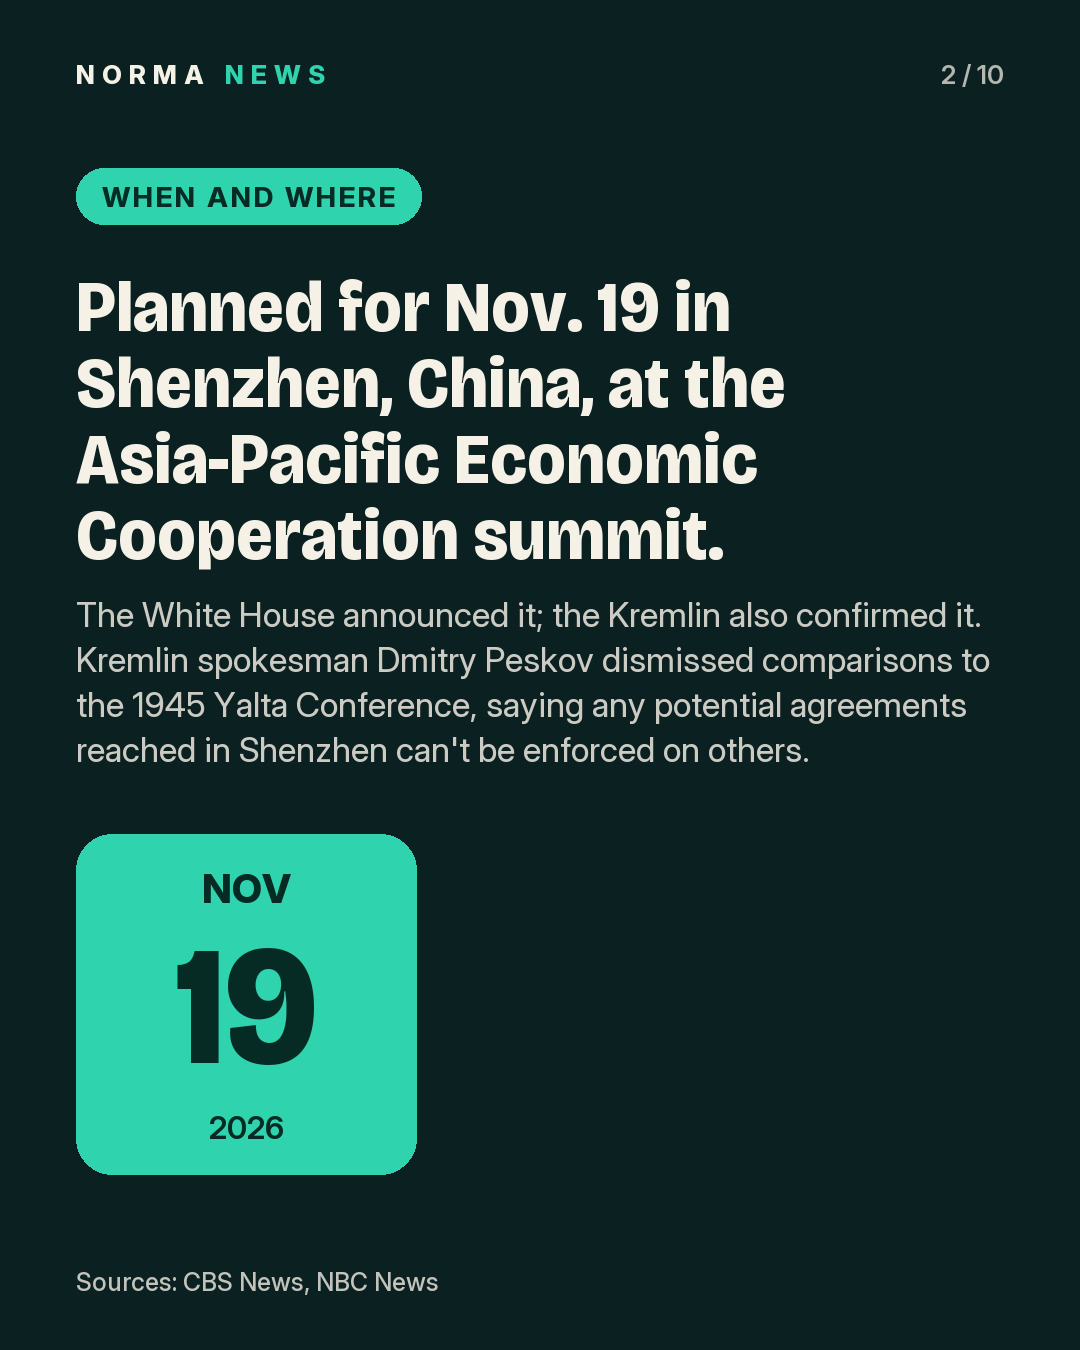 NORMA NEWS
2 / 10
WHEN AND WHERE
Planned for Nov. 19 in
Shenzhen, China, at the
Asia-Pacific Economic
Cooperation summit.
The White House announced it; the Kremlin also confirmed it.
Kremlin spokesman Dmitry Peskov dismissed comparisons to
the 1945 Yalta Conference, saying any potential agreements
reached in Shenzhen can't be enforced on others.
NOV
19
2026
Sources: CBS News, NBC News